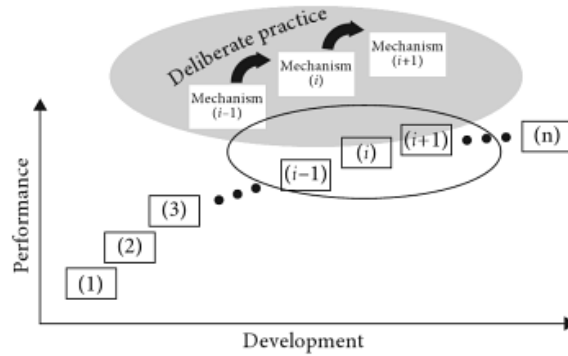 Deliberate practice
Mechanism
(i–1)
Mechanism
(i)
Mechanism
(i+1)
Performance
(1)
(2)
(3)
(i–1)
(i)
(i+1)
(n)
Development